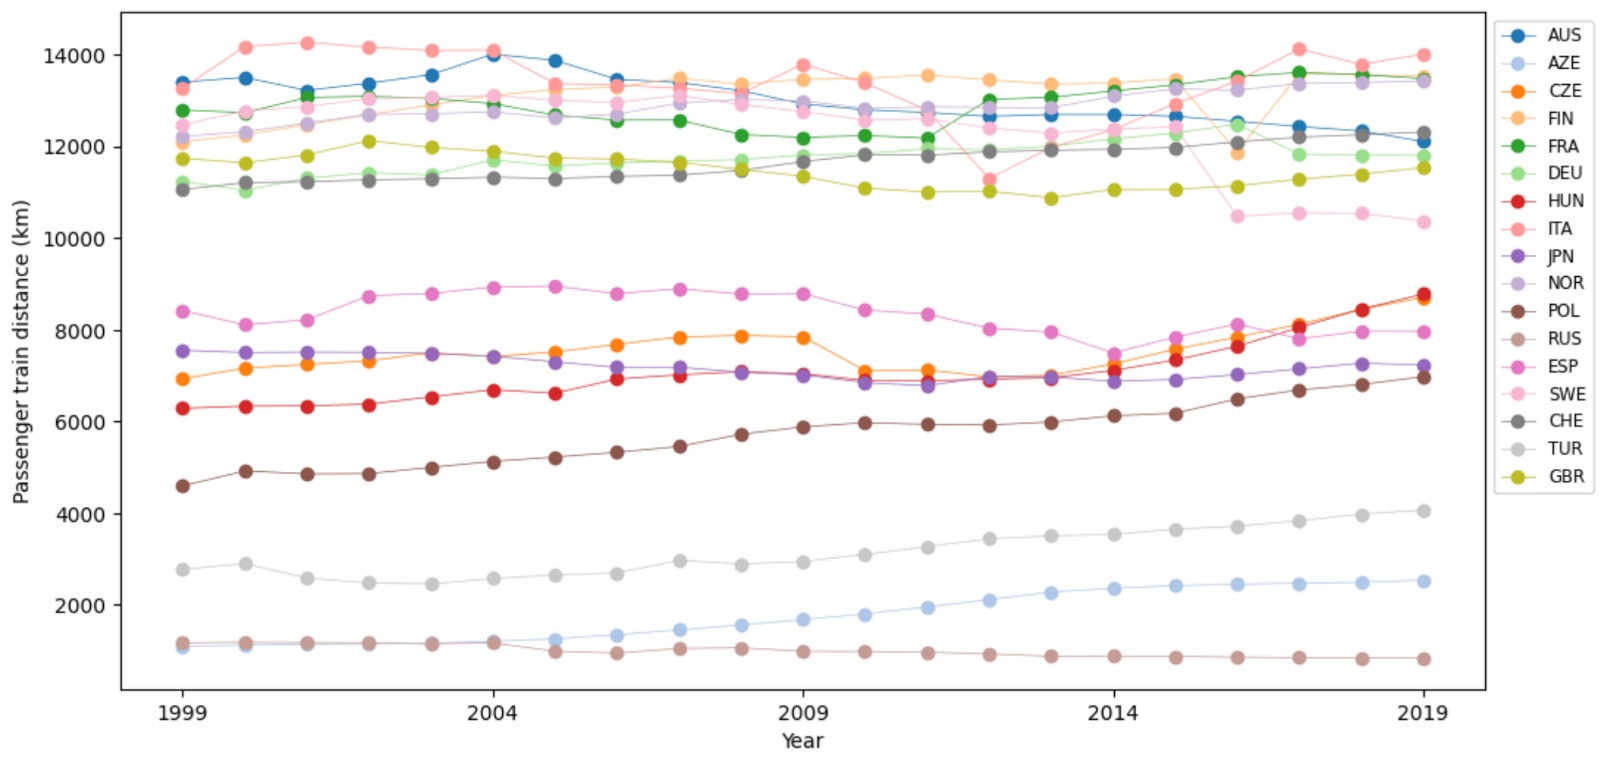 14000
12000
10000
8000
6000
4000
2000
Passenger train distance (km)
1999
2004
2009
2014
2019
Year
AUS
AZE
CZE
FIN
FRA
DEU
HUN
ITA
JPN
NOR
POL
RUS
ESP
SWE
CHE
TUR
GBR